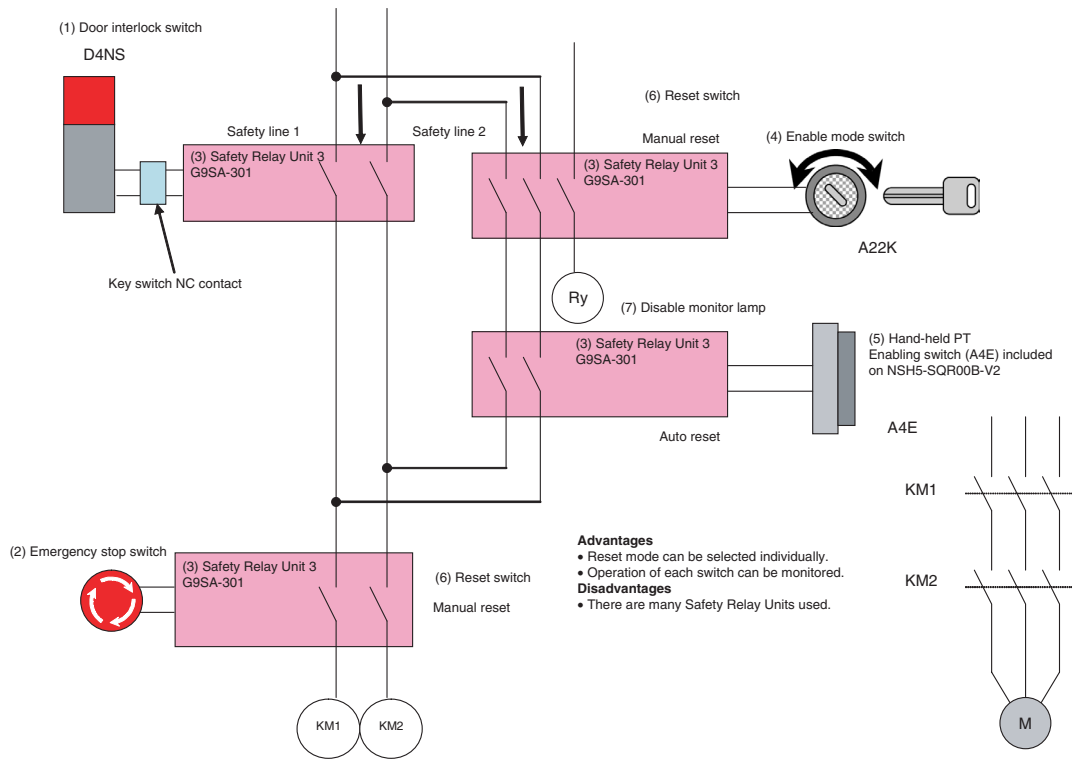 (1) Door interlock switch
D4NS
(6) Reset switch
Safety line 1
Safety line 2
Manual reset
(4) Enable mode switch
(3) Safety Relay Unit 3
G9SA-301
(3) Safety Relay Unit 3
G9SA-301
A22K
Key switch NC contact
Ry
(7) Disable monitor lamp
(3) Safety Relay Unit 3
G9SA-301
(5) Hand-held PT
Enabling switch (A4E) included
on NSH5-SQR00B-V2
A4E
Auto reset
KM1
(2) Emergency stop switch
(3) Safety Relay Unit 3
G9SA-301
(6) Reset switch
Manual reset
Advantages
• Reset mode can be selected individually.
• Operation of each switch can be monitored.
Disadvantages
• There are many Safety Relay Units used.
KM2
KM1
KM2
M